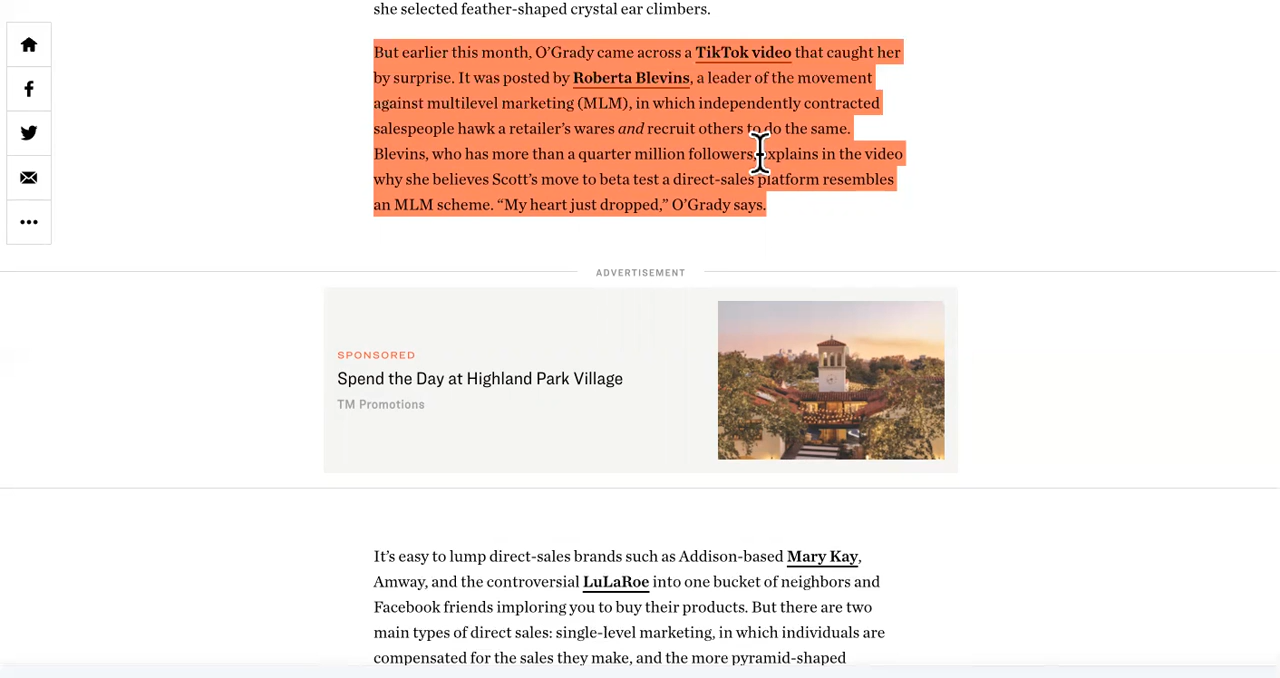 she selected feather-shaped crystal ear climbers.
But earlier this month, O’Grady came across a TikTok video that caught her
by surprise. It was posted by Roberta Blevins, a leader of the movement
against multilevel marketing (MLM), in which independently contracted
salespeople hawk a retailer’s wares and recruit others to do the same.
Blevins, who has more than a quarter million followers, explains in the video
why she believes Scott’s move to beta test a direct-sales platform resembles
an MLM scheme. “My heart just dropped,” O’Grady says.
ADVERTISEMENT
SPONSORED
Spend the Day at Highland Park Village
TM Promotions
It’s easy to lump direct-sales brands such as Addison-based Mary Kay,
Amway, and the controversial LuLaRoe into one bucket of neighbors and
Facebook friends imploring you to buy their products. But there are two
main types of direct sales: single-level marketing, in which individuals are
compensated for the sales they make, and the more pyramid-shaped